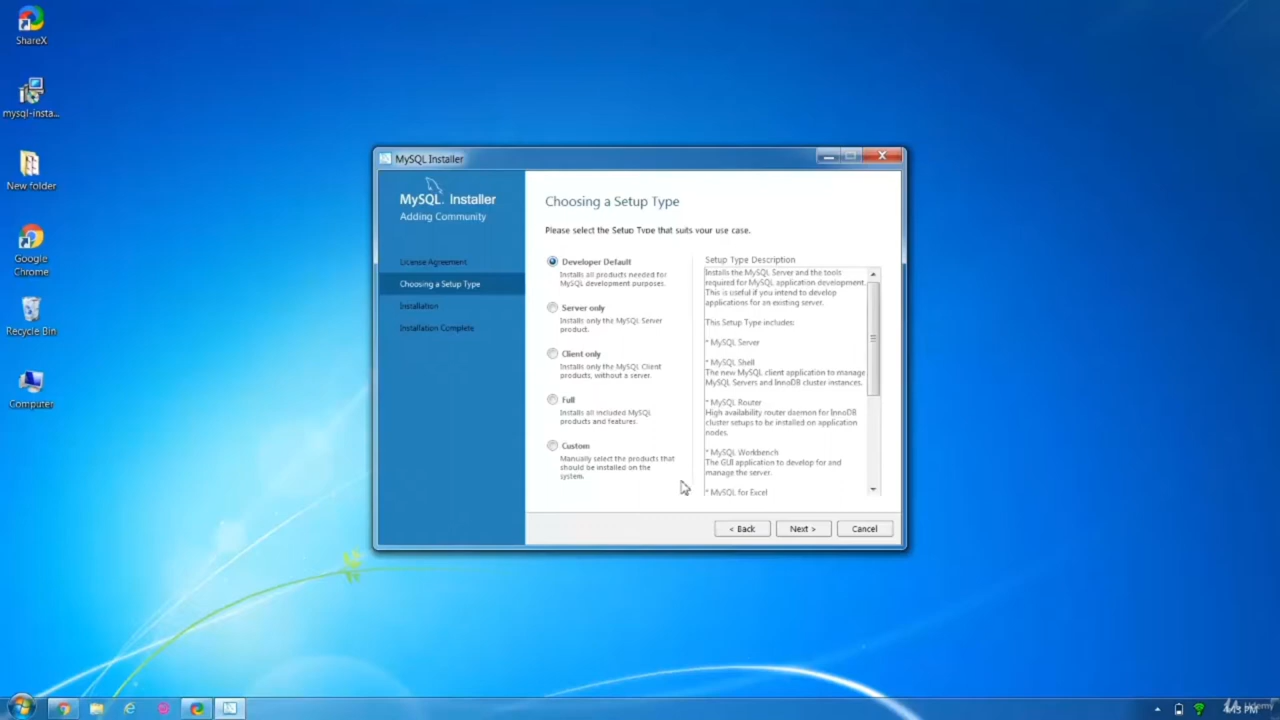 ShareX
mysql-insta...
New folder
Google
Chrome
Recycle Bin
Computer
MySQL Installer
MySQL. Installer
Adding Community
License Agreement
Choosing a Setup Type
Installation
Installation Complete
Choosing a Setup Type
Please select the Setup Type that suits your use case.
Developer Default
Installs all products needed for
MySQL development purposes.
Server only
Installs only the MySQL Server
product.
Client only
Installs only the MySQL Client
products, without a server.
Full
Installs all included MySQL
products and features.
Custom
Manually select the products that
should be installed on the
system.
Setup Type Description
Installs the MySQL Server and the tools
required for MySQL application development.
This is useful if you intend to develop
applications for an existing server.
This Setup Type includes:
* MySQL Server
* MySQL Shell
The new MySQL client application to manage
MySQL Servers and InnoDB cluster instances.
* MySQL Router
High availability router daemon for InnoDB
cluster setups to be installed on application
nodes.
* MySQL Workbench
The GUI application to develop for and
manage the server.
* MySQL for Excel
< Back
Next >
Cancel
PM
Udemy